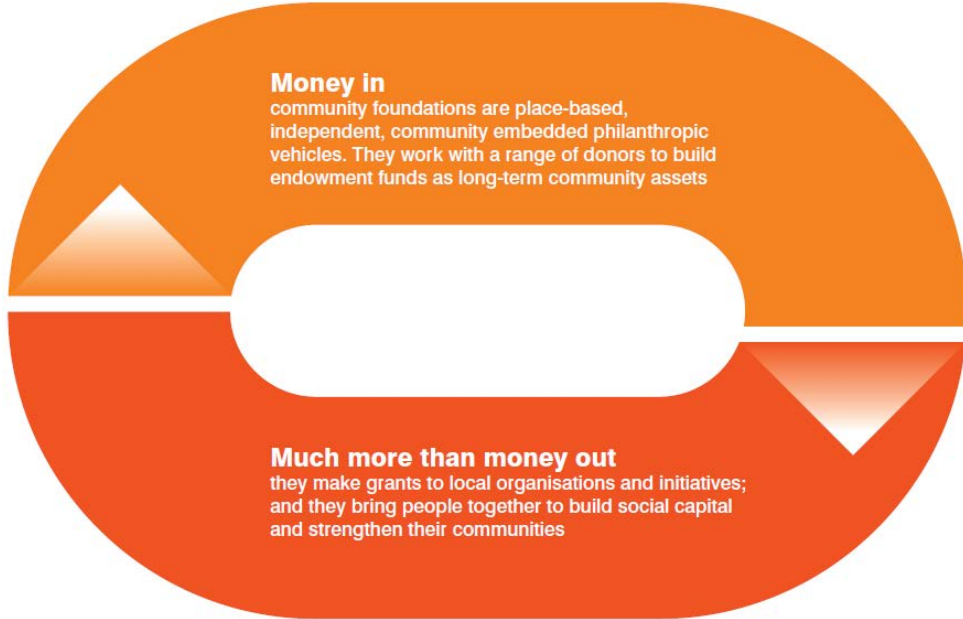 Money in
community foundations are place-based,
independent, community embedded philanthropic
vehicles. They work with a range of donors to build
endowment funds as long-term community assets
Much more than money out
they make grants to local organisations and initiatives;
and they bring people together to build social capital
and strengthen their communities